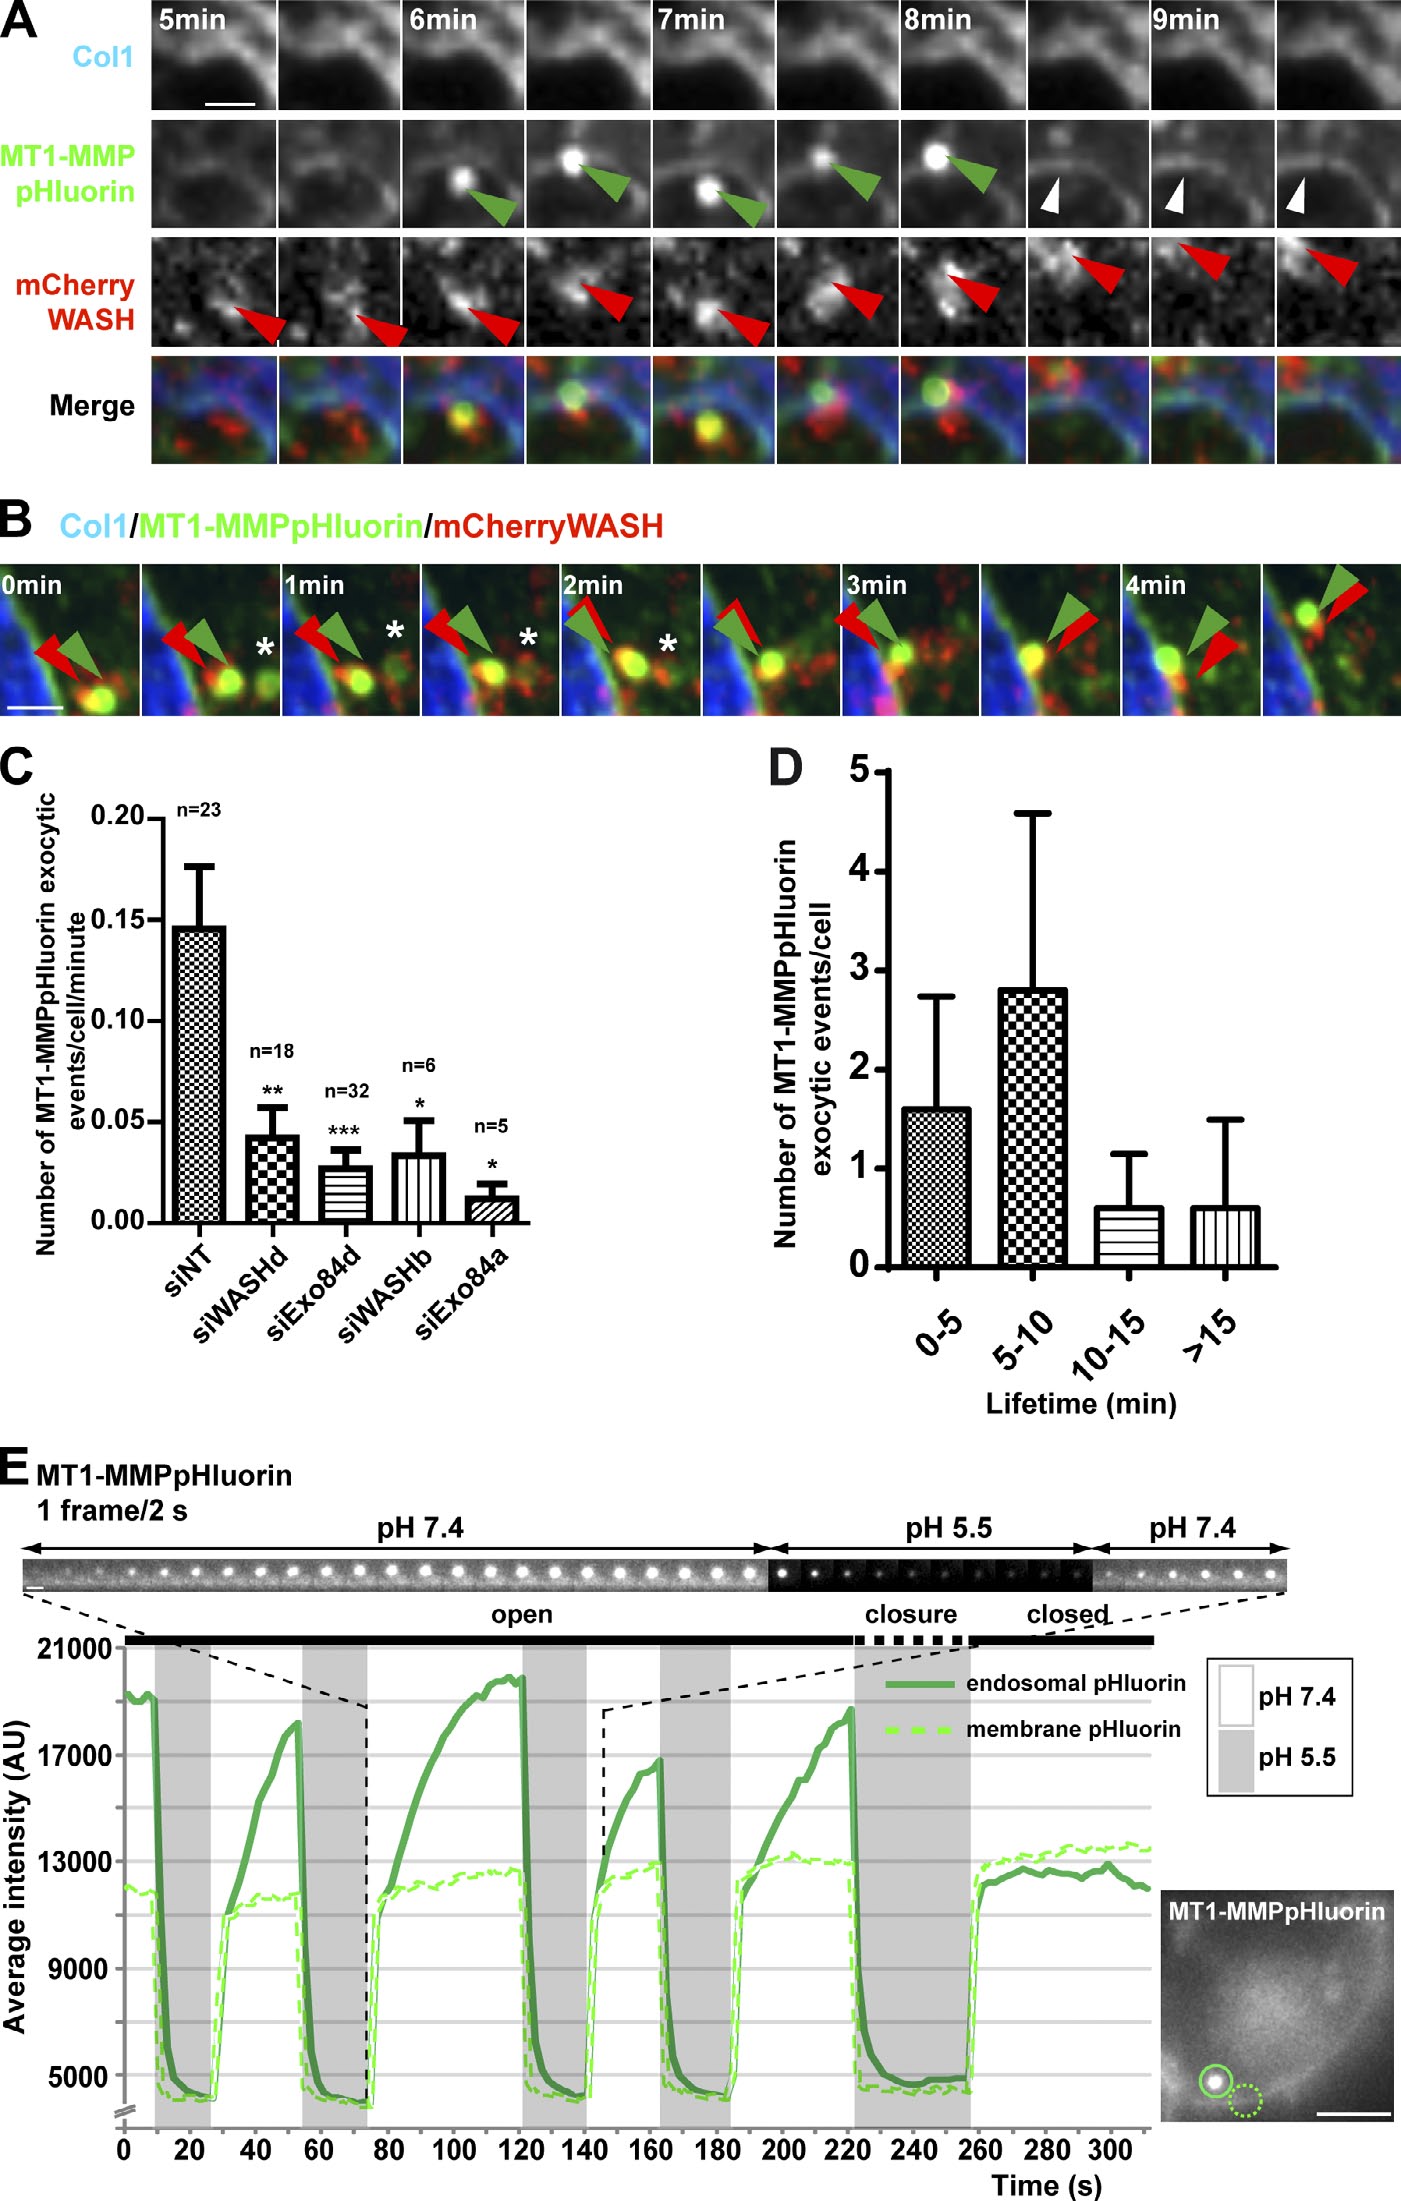 A
5min 6min 7min 8min 9min
Col1
MT1-MMP
pHluorin
mCherry
WASH
Merge
B Col1/MT1-MMPpHluorin/mCherryWASH
0min 1min 2min 3min 4min
* * * *
C
Number of MT1-MMPpHluorin exocytic
events/cell/minute
0.20
0.15
0.10
0.05
0.00
n=23
n=18
**
n=32
***
n=6
*
n=5
*
siNT siWASHd siExo84d siWASHb siExo84a
D
Number of MT1-MMPpHluorin
exocytic events/cell
5
4
3
2
1
0
0-5 5-10 10-15 >15
Lifetime (min)
E MT1-MMPpHluorin
1 frame/2 s
pH 7.4 pH 5.5 pH 7.4
open closure closed
Average intensity (AU)
21000
17000
13000
9000
5000
endosomal pHluorin
membrane pHluorin
pH 7.4
pH 5.5
MT1-MMPpHluorin
0 20 40 60 80 100 120 140 160 180 200 220 240 260 280 300
Time (s)